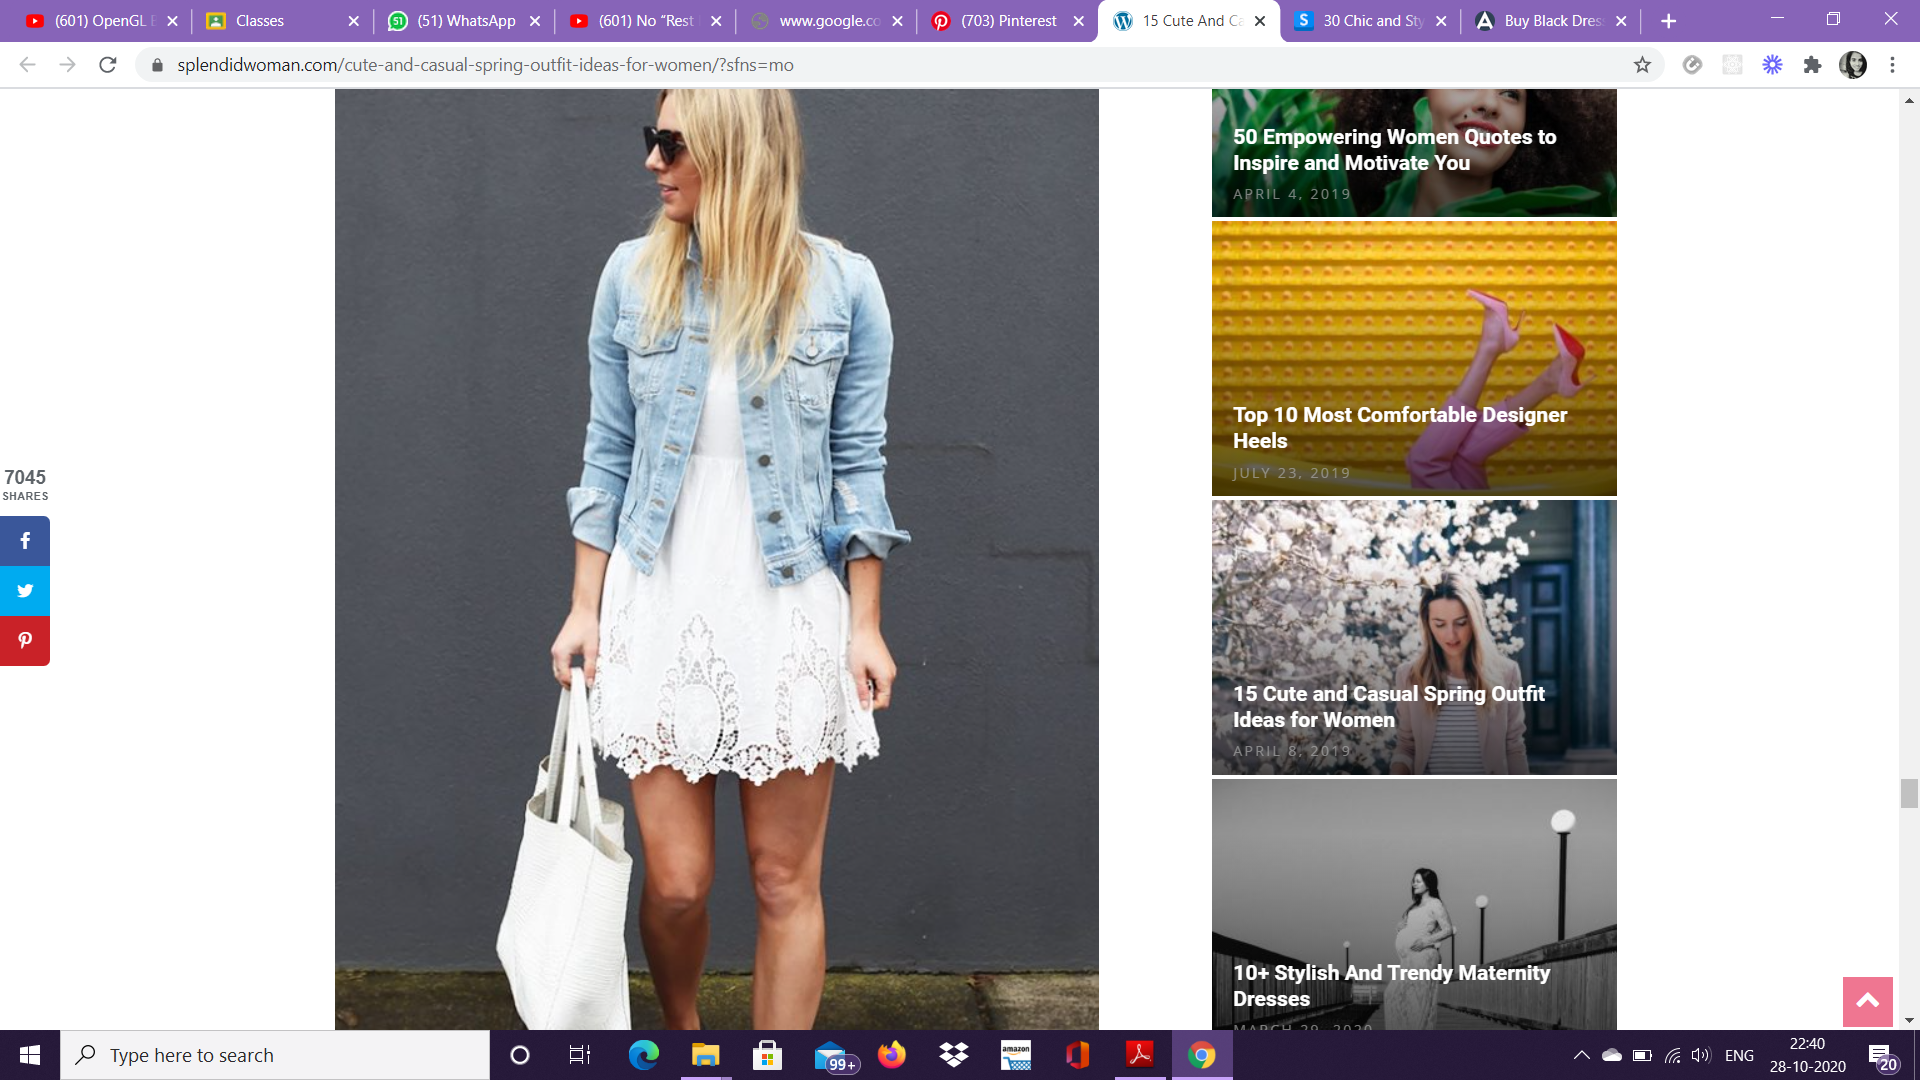 (601) OpenGL
Classes
(51) WhatsApp
(601) No “Rest
www.google.co
(703) Pinterest
15 Cute And Ca
30 Chic and Sty
Buy Black Dres
splendidwoman.com/cute-and-casual-spring-outfit-ideas-for-women/?sfns=mo
50 Empowering Women Quotes to
Inspire and Motivate You
APRIL 4, 2019
Top 10 Most Comfortable Designer
Heels
JULY 23, 2019
7045
SHARES
15 Cute and Casual Spring Outfit
Ideas for Women
APRIL 8, 2019
10+ Stylish And Trendy Maternity
Dresses
MARCH 29, 2020
Type here to search
99+
amazon
ENG
22:40
28-10-2020
20